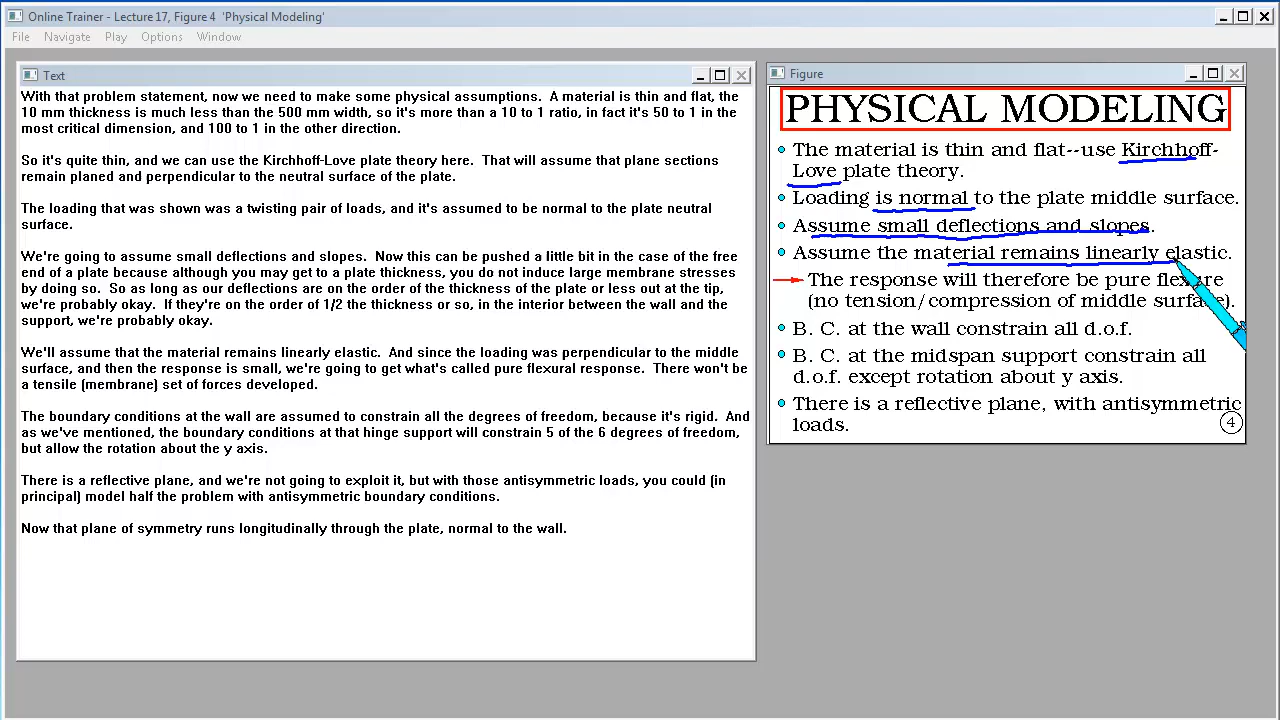 Online Trainer - Lecture 17, Figure 4 'Physical Modeling'
File Navigate Play Options Window
Text
With that problem statement, now we need to make some physical assumptions. A material is thin and flat, the
10 mm thickness is much less than the 500 mm width, so it's more than a 10 to 1 ratio, in fact it's 50 to 1 in the
most critical dimension, and 100 to 1 in the other direction.
So it's quite thin, and we can use the Kirchhoff-Love plate theory here. That will assume that plane sections
remain planed and perpendicular to the neutral surface of the plate.
The loading that was shown was a twisting pair of loads, and it's assumed to be normal to the plate neutral
surface.
We're going to assume small deflections and slopes. Now this can be pushed a little bit in the case of the free
end of a plate because although you may get to a plate thickness, you do not induce large membrane stresses
by doing so. So as long as our deflections are on the order of the thickness of the plate or less out at the tip,
we're probably okay. If they're on the order of 1/2 the thickness or so, in the interior between the wall and the
support, we're probably okay.
We'll assume that the material remains linearly elastic. And since the loading was perpendicular to the middle
surface, and then the response is small, we're going to get what's called pure flexural response. There won't be
a tensile (membrane) set of forces developed.
The boundary conditions at the wall are assumed to constrain all the degrees of freedom, because it's rigid. And
as we've mentioned, the boundary conditions at that hinge support will constrain 5 of the 6 degrees of freedom,
but allow the rotation about the y axis.
There is a reflective plane, and we're not going to exploit it, but with those antisymmetric loads, you could (in
principal) model half the problem with antisymmetric boundary conditions.
Now that plane of symmetry runs longitudinally through the plate, normal to the wall.
Figure
PHYSICAL MODELING
• The material is thin and flat--use Kirchhoff-
Love plate theory.
• Loading is normal to the plate middle surface.
• Assume small deflections and slopes.
• Assume the material remains linearly elastic.
The response will therefore be pure flexure
(no tension/compression of middle surface).
• B. C. at the wall constrain all d.o.f.
• B. C. at the midspan support constrain all
d.o.f. except rotation about y axis.
• There is a reflective plane, with antisymmetric
loads.
4